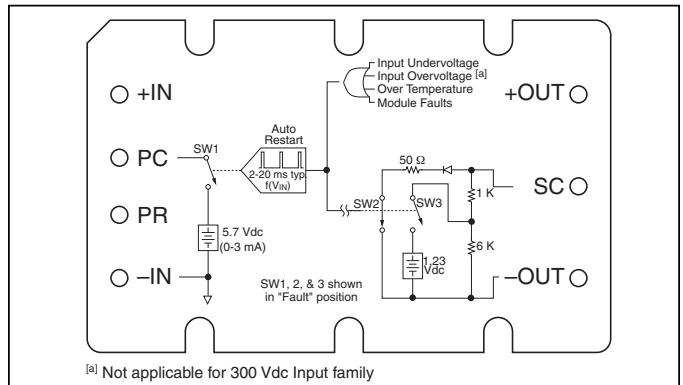 Input Undervoltage
Input Overvoltage [a]
Over Temperature
Module Faults
+IN
+OUT
Auto
Restart
SW1
PC
2-20 ms typ
f(VIN)
50 Ω
SC
1 K
PR
SW2
SW3
5.7 Vdc
(0-3 mA)
1.23
Vdc
6 K
–IN
SW1, 2, & 3 shown
in "Fault" position
–OUT
[a] Not applicable for 300 Vdc Input family